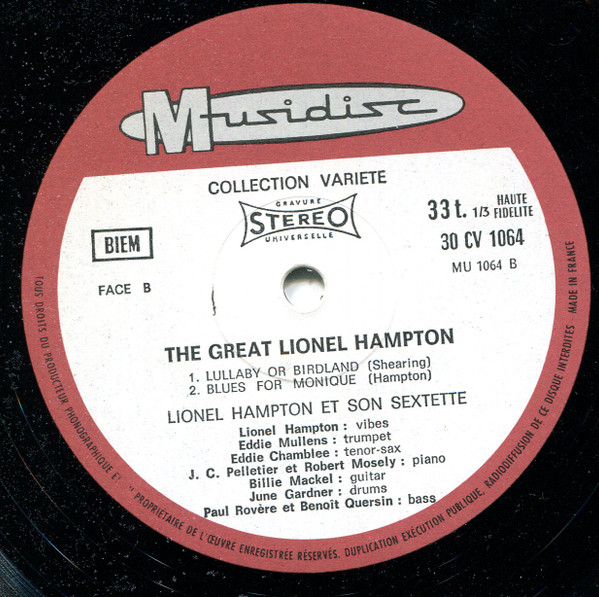 Musidisc
COLLECTION VARIETE
GRAVURE
STEREO
UNIVERSELLE
33 t. 1/3 HAUTE FIDELITE
30 CV 1064
MU 1064 B
BIEM
FACE B
THE GREAT LIONEL HAMPTON
1. LULLABY OR BIRDLAND (Shearing)
2. BLUES FOR MONIQUE (Hampton)
LIONEL HAMPTON ET SON SEXTETTE
Lionel Hampton : vibes
Eddie Mullens : trumpet
Eddie Chamblee : tenor-sax
J. C. Pelletier et Robert Mosely : piano
Billie Mackel : guitar
June Gardner : drums
Paul Rovère et Benoît Quersin : bass
TOUS DROITS DU PRODUCTEUR PHONOGRAPHIQUE ET DU PROPRIÉTAIRE DE L'ŒUVRE ENREGISTRÉE RÉSERVÉS. DUPLICATION EXÉCUTION PUBLIQUE, RADIODIFFUSION DE CE DISQUE INTERDITES - MADE IN FRANCE